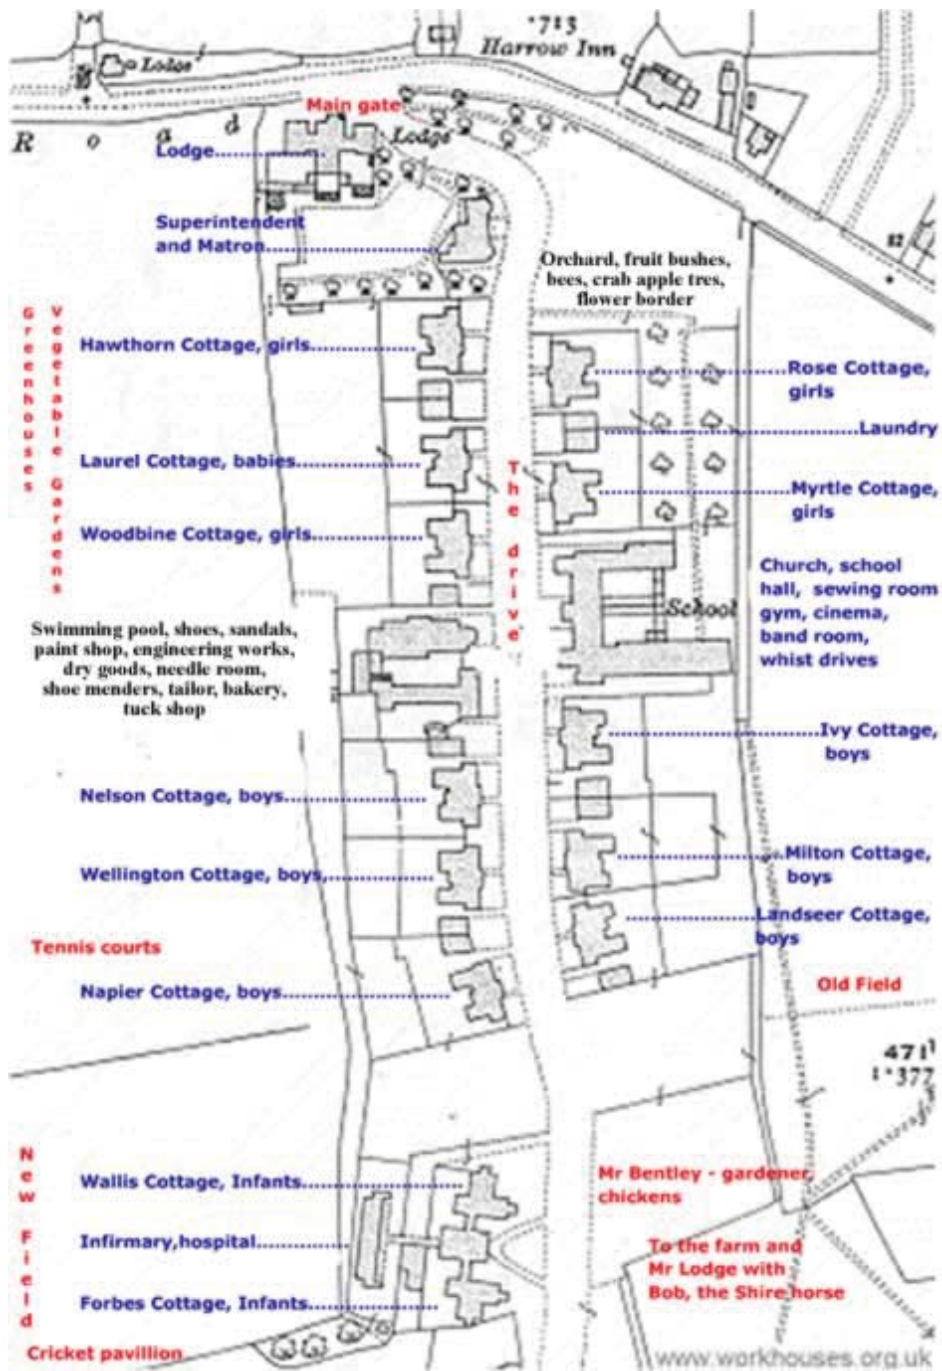 ·713
Harrow Inn
Lodge
Main gate
R o a d
Lodge
Lodge
Superintendent
and Matron
82
Orchard, fruit bushes,
bees, crab apple tres,
flower border
Greenhouses
Vegetable Gardens
Hawthorn Cottage, girls
Rose Cottage,
girls
Laundry
Laurel Cottage, babies
The drive
Myrtle Cottage,
girls
Woodbine Cottage, girls
Church, school
hall, sewing room
gym, cinema,
band room,
whist drives
School
Swimming pool, shoes, sandals,
paint shop, engineering works,
dry goods, needle room,
shoe menders, tailor, bakery,
tuck shop
Ivy Cottage,
boys
Nelson Cottage, boys
Milton Cottage,
boys
Wellington Cottage, boys,
Landseer Cottage,
boys
Tennis courts
Napier Cottage, boys
Old Field
471
1·377
New Field
Wallis Cottage, Infants
Mr Bentley - gardener,
chickens
Infirmary,hospital
To the farm and
Mr Lodge with
Bob, the Shire horse
Forbes Cottage, Infants
Cricket pavillion
www.workhouses.org.uk